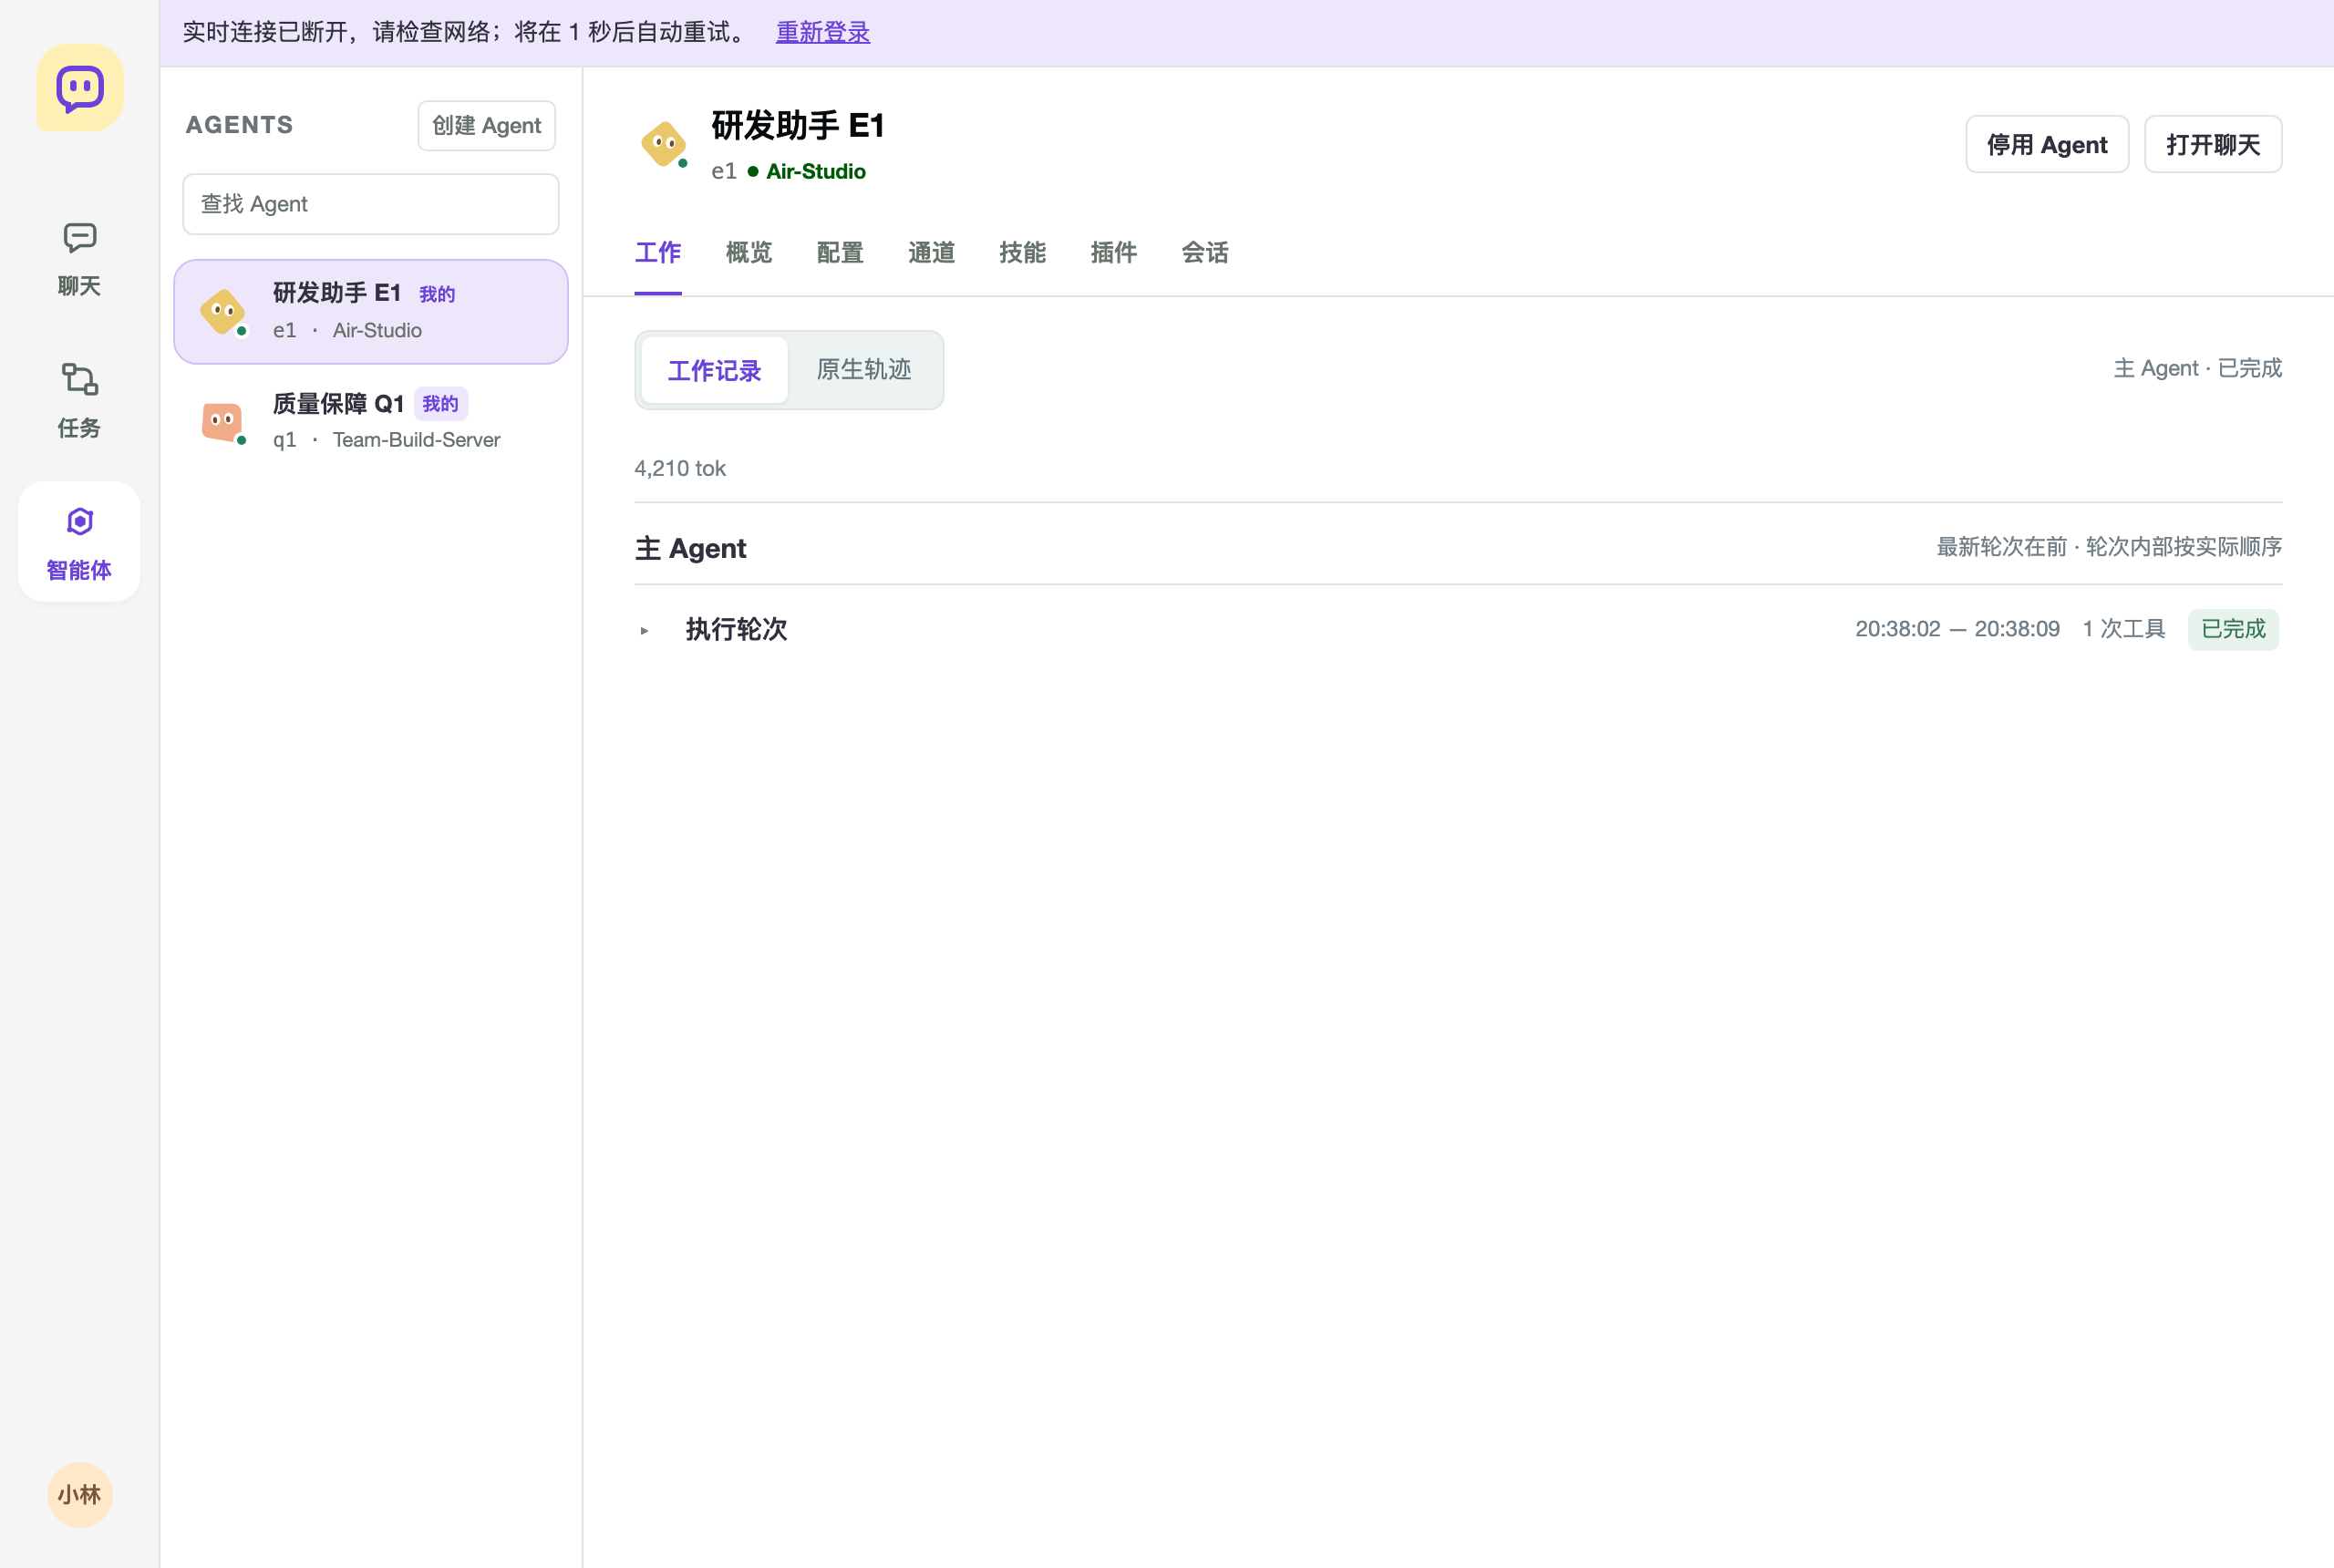 实时连接已断开，请检查网络；将在 1 秒后自动重试。 重新登录
聊天
任务
智能体
小林
AGENTS 创建 Agent
查找 Agent
研发助手 E1 我的
e1 · Air-Studio
质量保障 Q1 我的
q1 · Team-Build-Server
研发助手 E1
e1 ● Air-Studio
停用 Agent 打开聊天
工作 概览 配置 通道 技能 插件 会话
工作记录 原生轨迹 主 Agent · 已完成
4,210 tok
主 Agent 最新轮次在前 · 轮次内部按实际顺序
▸ 执行轮次 20:38:02 — 20:38:09 1 次工具 已完成